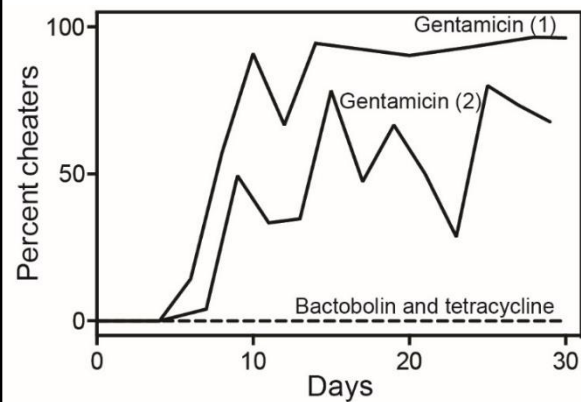 100
50
0
Percent cheaters
Gentamicin (1)
Gentamicin (2)
Bactobolin and tetracycline
0 10 20 30
Days